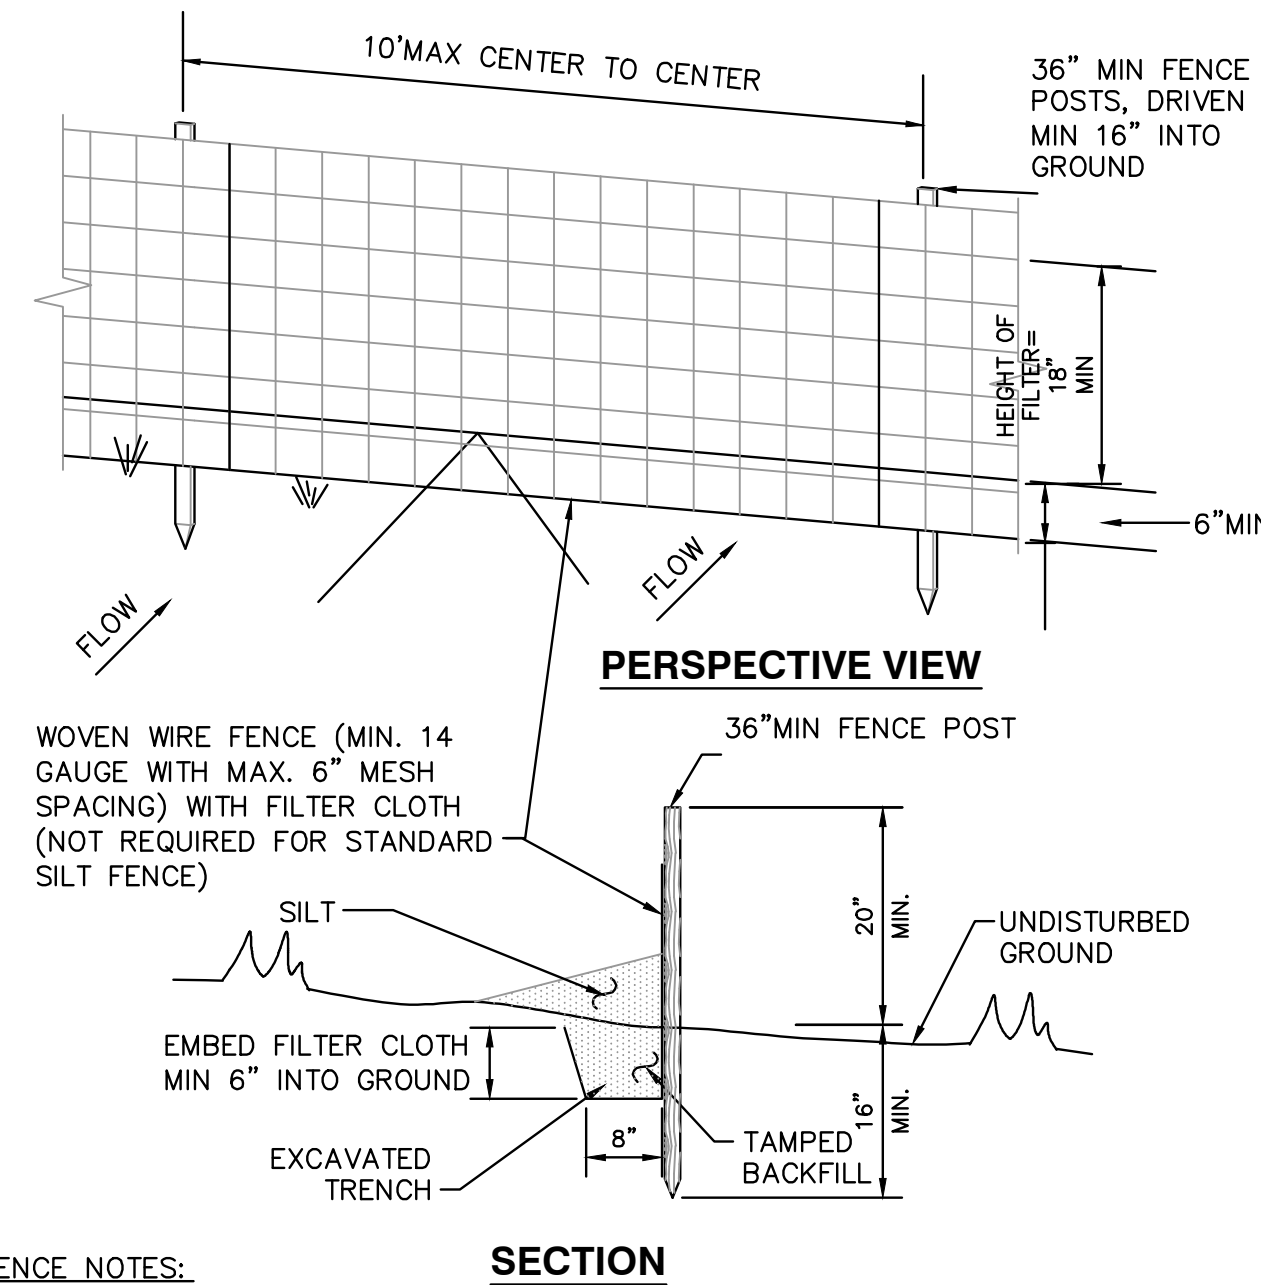 10'MAX CENTER TO CENTER
36" MIN FENCE
POSTS, DRIVEN
MIN 16" INTO
GROUND
HEIGHT OF
FILTER=
18"
MIN
6"MIN
FLOW
FLOW
PERSPECTIVE VIEW
WOVEN WIRE FENCE (MIN. 14
GAUGE WITH MAX. 6" MESH
SPACING) WITH FILTER CLOTH
(NOT REQUIRED FOR STANDARD
SILT FENCE)
36"MIN FENCE POST
SILT
20"
MIN.
UNDISTURBED
GROUND
EMBED FILTER CLOTH
MIN 6" INTO GROUND
16"
MIN.
8"
TAMPED
BACKFILL
EXCAVATED
TRENCH
SECTION
ENCE NOTES: